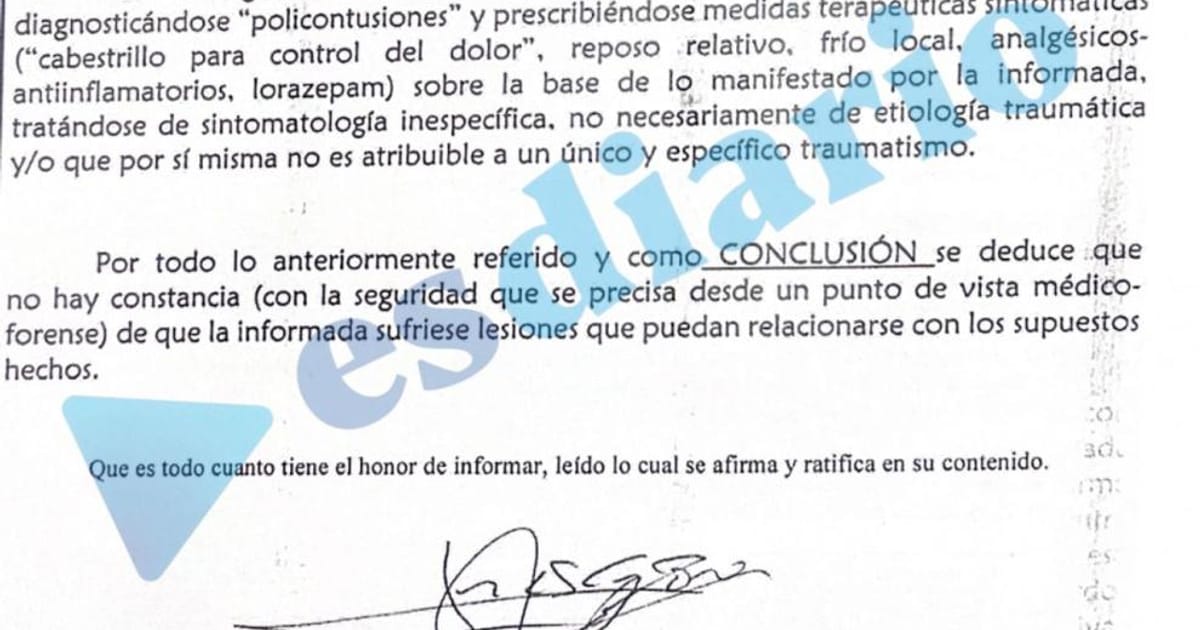 diagnosticándose “policontusiones” y prescribiéndose medidas terapéuticas sintomáticas
(“cabestrillo para control del dolor”, reposo relativo, frío local, analgésicos-
antiinflamatorios, lorazepam) sobre la base de lo manifestado por la informada,
tratándose de sintomatología inespecífica, no necesariamente de etiología traumática
y/o que por sí misma no es atribuible a un único y específico traumatismo.
Por todo lo anteriormente referido y como CONCLUSIÓN se deduce que
no hay constancia (con la seguridad que se precisa desde un punto de vista médico-
forense) de que la informada sufriese lesiones que puedan relacionarse con los supuestos
hechos.
Que es todo cuanto tiene el honor de informar, leído lo cual se afirma y ratifica en su contenido.
esdiario